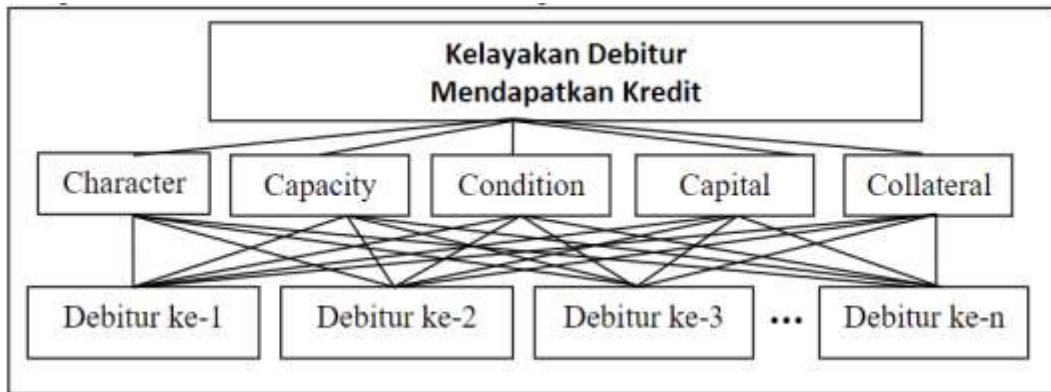 Kelayakan Debitur
Mendapatkan Kredit
Character
Capacity
Condition
Capital
Collateral
Debitur ke-1
Debitur ke-2
Debitur ke-3
...
Debitur ke-n